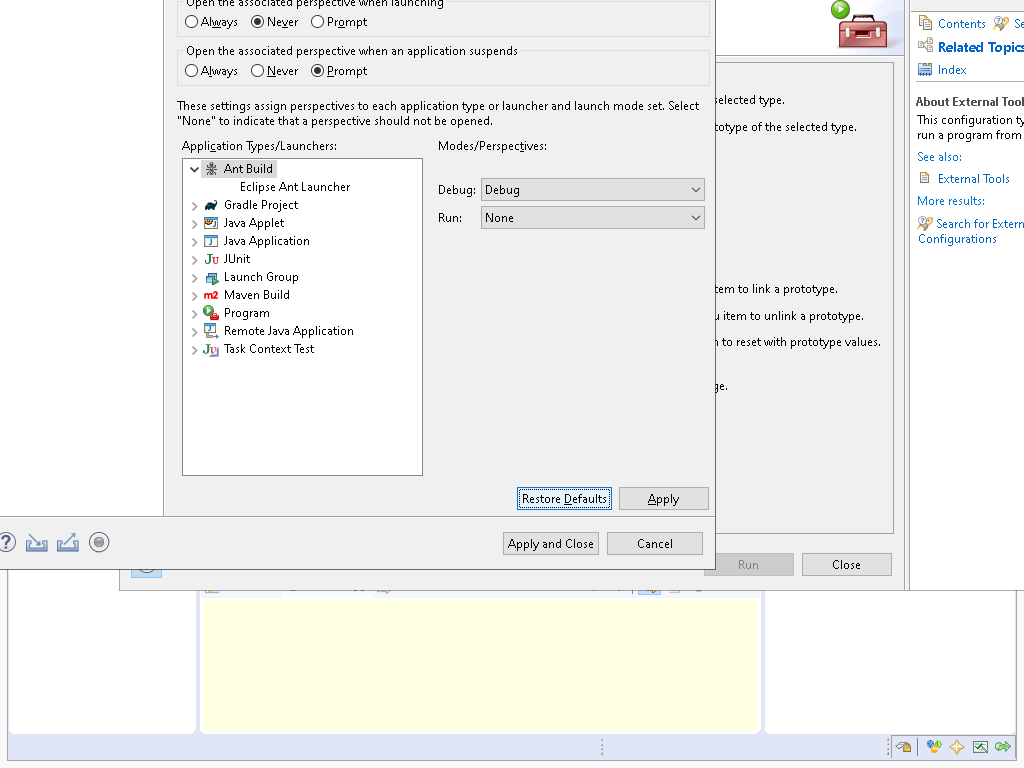 Open the associated perspective when launching
Always
Never
Prompt
Open the associated perspective when an application suspends
Always
Never
Prompt
These settings assign perspectives to each application type or launcher and launch mode set. Select
"None" to indicate that a perspective should not be opened.
Application Types/Launchers:
Modes/Perspectives:
Ant Build
Eclipse Ant Launcher
Gradle Project
Java Applet
Java Application
JUnit
Launch Group
Maven Build
Program
Remote Java Application
Task Context Test
Debug:
Debug
Run:
None
Restore Defaults
Apply
Apply and Close
Cancel
selected type.
totype of the selected type.
tem to link a prototype.
u item to unlink a prototype.
to reset with prototype values.
ge.
Run
Close
Contents
Se
Related Topics
Index
About External Tool
This configuration ty
run a program from
See also:
External Tools
More results:
Search for Extern
Configurations